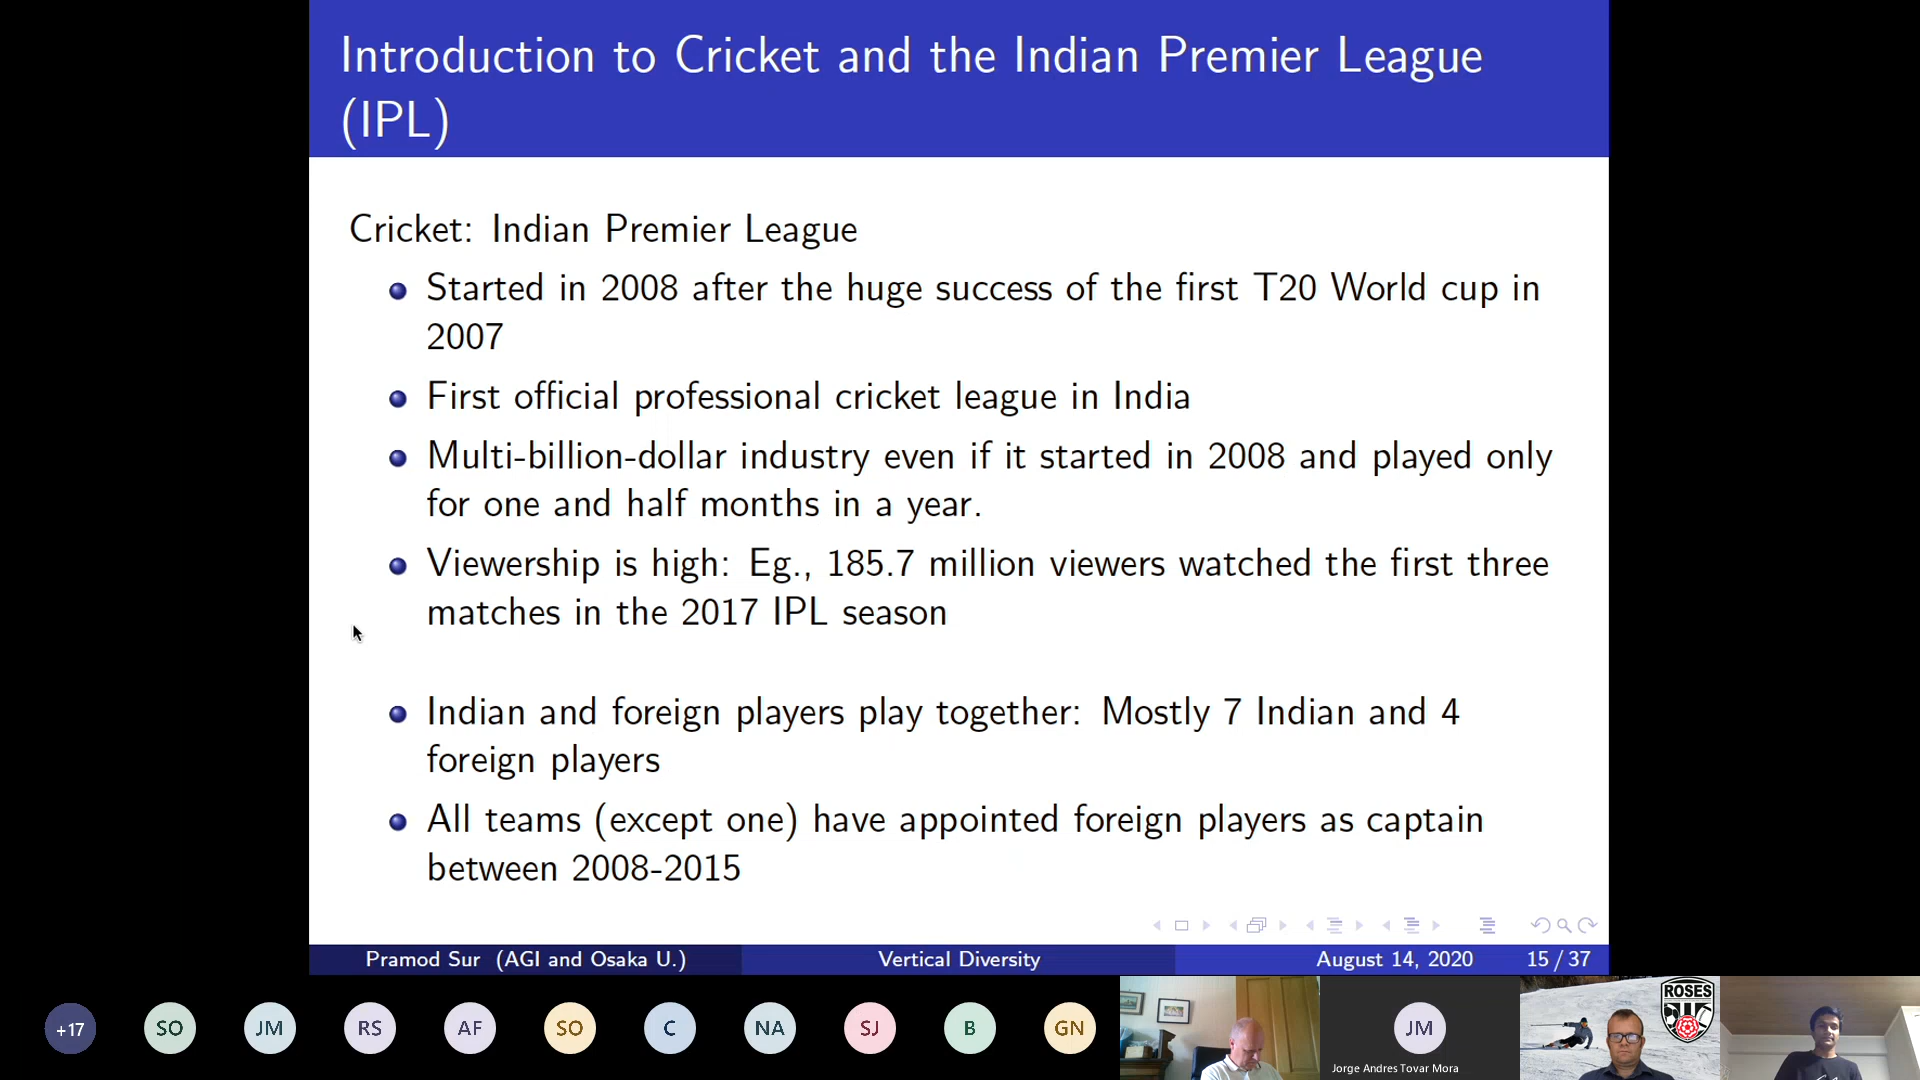 Introduction to Cricket and the Indian Premier League
(IPL)
Cricket: Indian Premier League
Started in 2008 after the huge success of the first T20 World cup in
2007
First official professional cricket league in India
Multi-billion-dollar industry even if it started in 2008 and played only
for one and half months in a year.
Viewership is high: Eg., 185.7 million viewers watched the first three
matches in the 2017 IPL season
Indian and foreign players play together: Mostly 7 Indian and 4
foreign players
All teams (except one) have appointed foreign players as captain
between 2008-2015
Pramod Sur (AGI and Osaka U.) Vertical Diversity August 14, 2020 15 / 37
+17 SO JM RS AF SO C NA SJ B GN JM
Jorge Andres Tovar Mora
ROSES